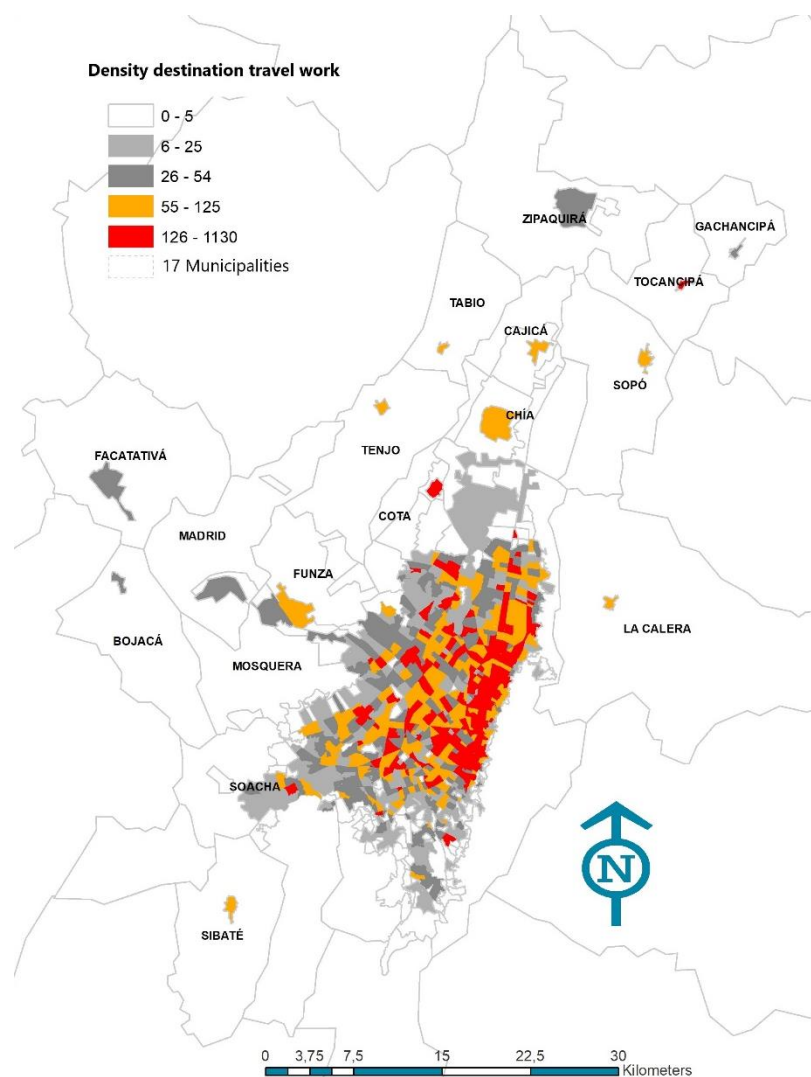 Density destination travel work
0 - 5
6 - 25
26 - 54
55 - 125
126 - 1130
17 Municipalities
ZIPAQUIRÁ
GACHANCIPÁ
TOCANCIPÁ
TABIO
CAJICÁ
SOPÓ
CHÍA
TENJO
FACATATIVÁ
COTA
MADRID
FUNZA
LA CALERA
BOJACÁ
MOSQUERA
SOACHA
N
SIBATÉ
0 3,75 7,5 15 22,5 30
Kilometers